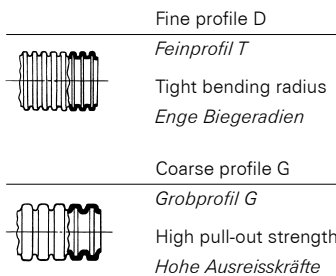 Fine profile D
Feinprofil T
Tight bending radius
Enge Biegeradien
Coarse profile G
Grobprofil G
High pull-out strength
Hohe Ausreisskräfte